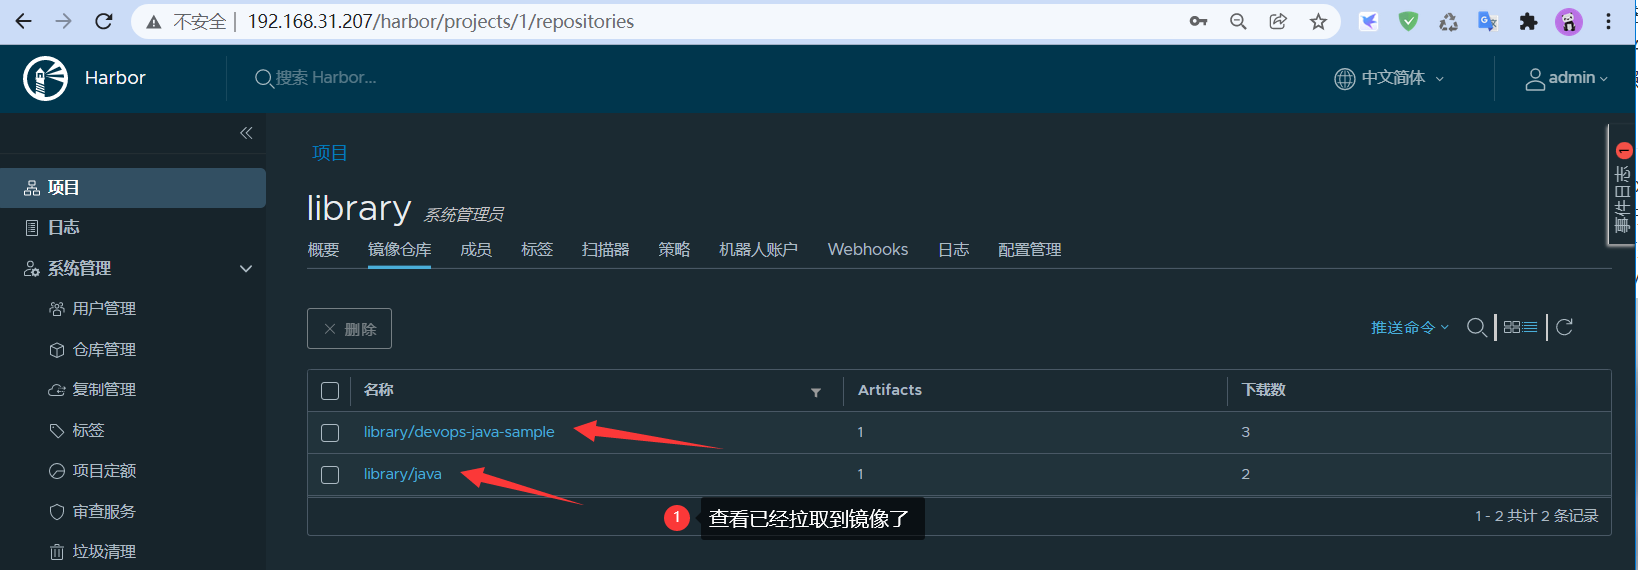 不安全 | 192.168.31.207/harbor/projects/1/repositories
Harbor
搜索 Harbor...
中文简体
admin
项目
日志
系统管理
用户管理
仓库管理
复制管理
标签
项目定额
审查服务
垃圾清理
项目
library 系统管理员
概要 镜像仓库 成员 标签 扫描器 策略 机器人账户 Webhooks 日志 配置管理
删除
推送命令
名称 Artifacts 下载数
library/devops-java-sample 1 3
library/java 1 2
1 查看已经拉取到镜像了
1 - 2 共计 2 条记录
事件日志 1